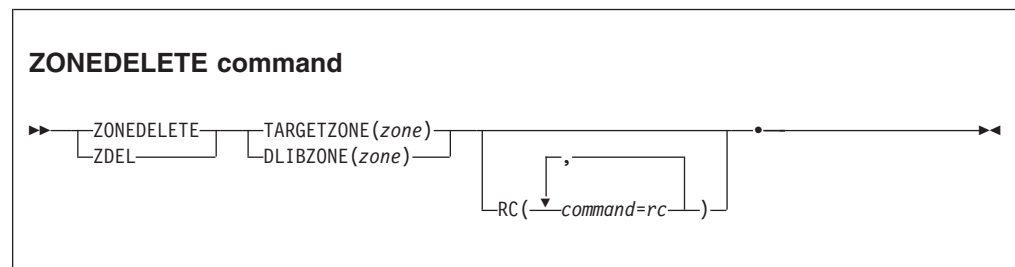 ZONEDELETE command
ZONEDELETE TARGETZONE(zone) .
ZDEL DLIBZONE(zone)
,
RC( command=rc )